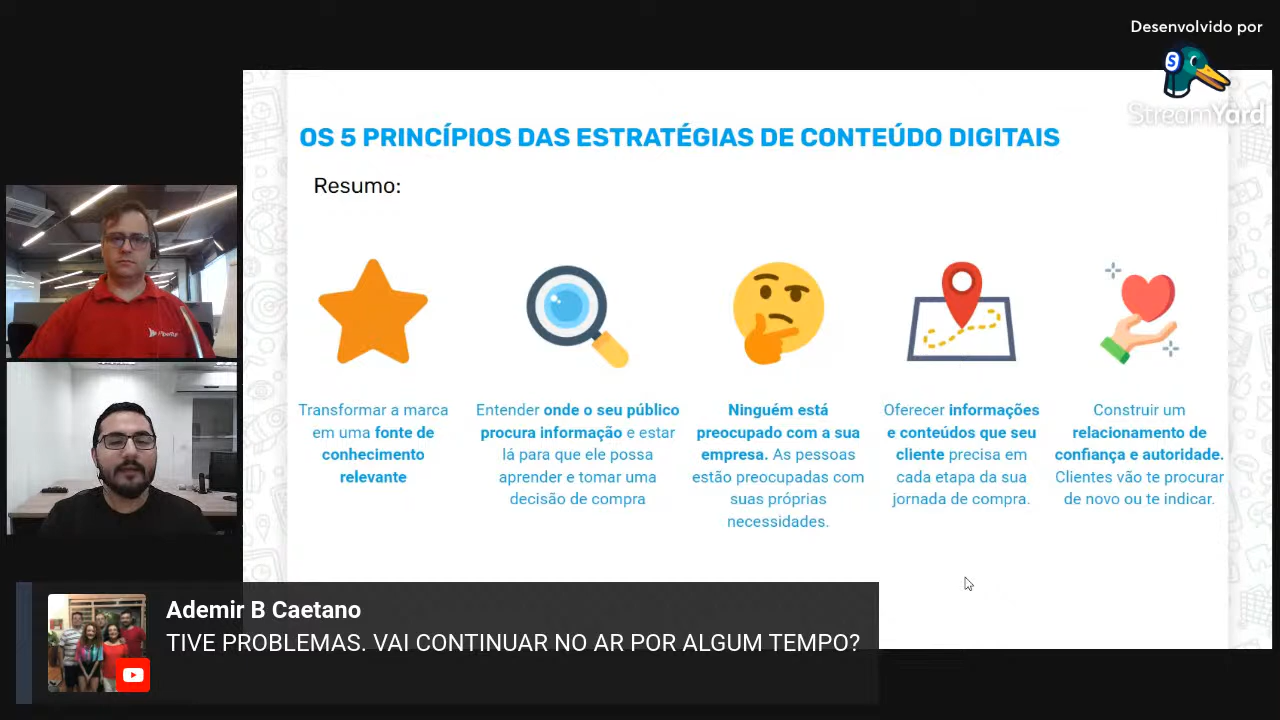 Desenvolvido por
S
StreamYard
OS 5 PRINCÍPIOS DAS ESTRATÉGIAS DE CONTEÚDO DIGITAIS
Resumo:
Transformar a marca
em uma fonte de
conhecimento
relevante
Entender onde o seu público
procura informação e estar
lá para que ele possa
aprender e tomar uma
decisão de compra
Ninguém está
preocupado com a sua
empresa. As pessoas
estão preocupadas com
suas próprias
necessidades.
Oferecer informações
e conteúdos que seu
cliente precisa em
cada etapa da sua
jornada de compra.
Construir um
relacionamento de
confiança e autoridade.
Clientes vão te procurar
de novo ou te indicar.
Ademir B Caetano
TIVE PROBLEMAS. VAI CONTINUAR NO AR POR ALGUM TEMPO?